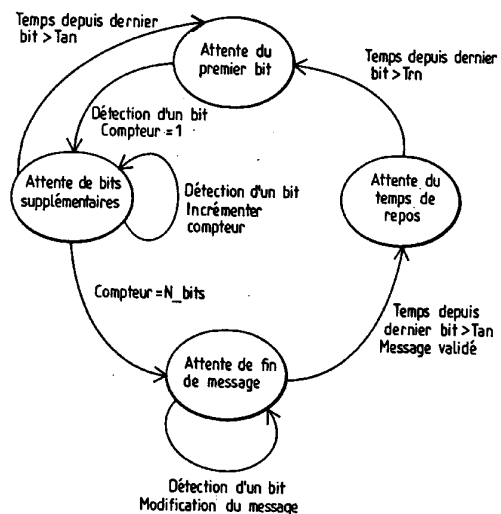 Temps depuis dernier
bit > Tan
Attente du
premier bit
Temps depuis dernier
bit > Trn
Détection d'un bit
Compteur = 1
Attente de bits
supplémentaires
Détection d'un bit
Incrémenter
compteur
Attente du
temps de
repos
Compteur = N_bits
Temps depuis
dernier bit > Tan
Message validé
Attente de fin
de message
Détection d'un bit
Modification du message